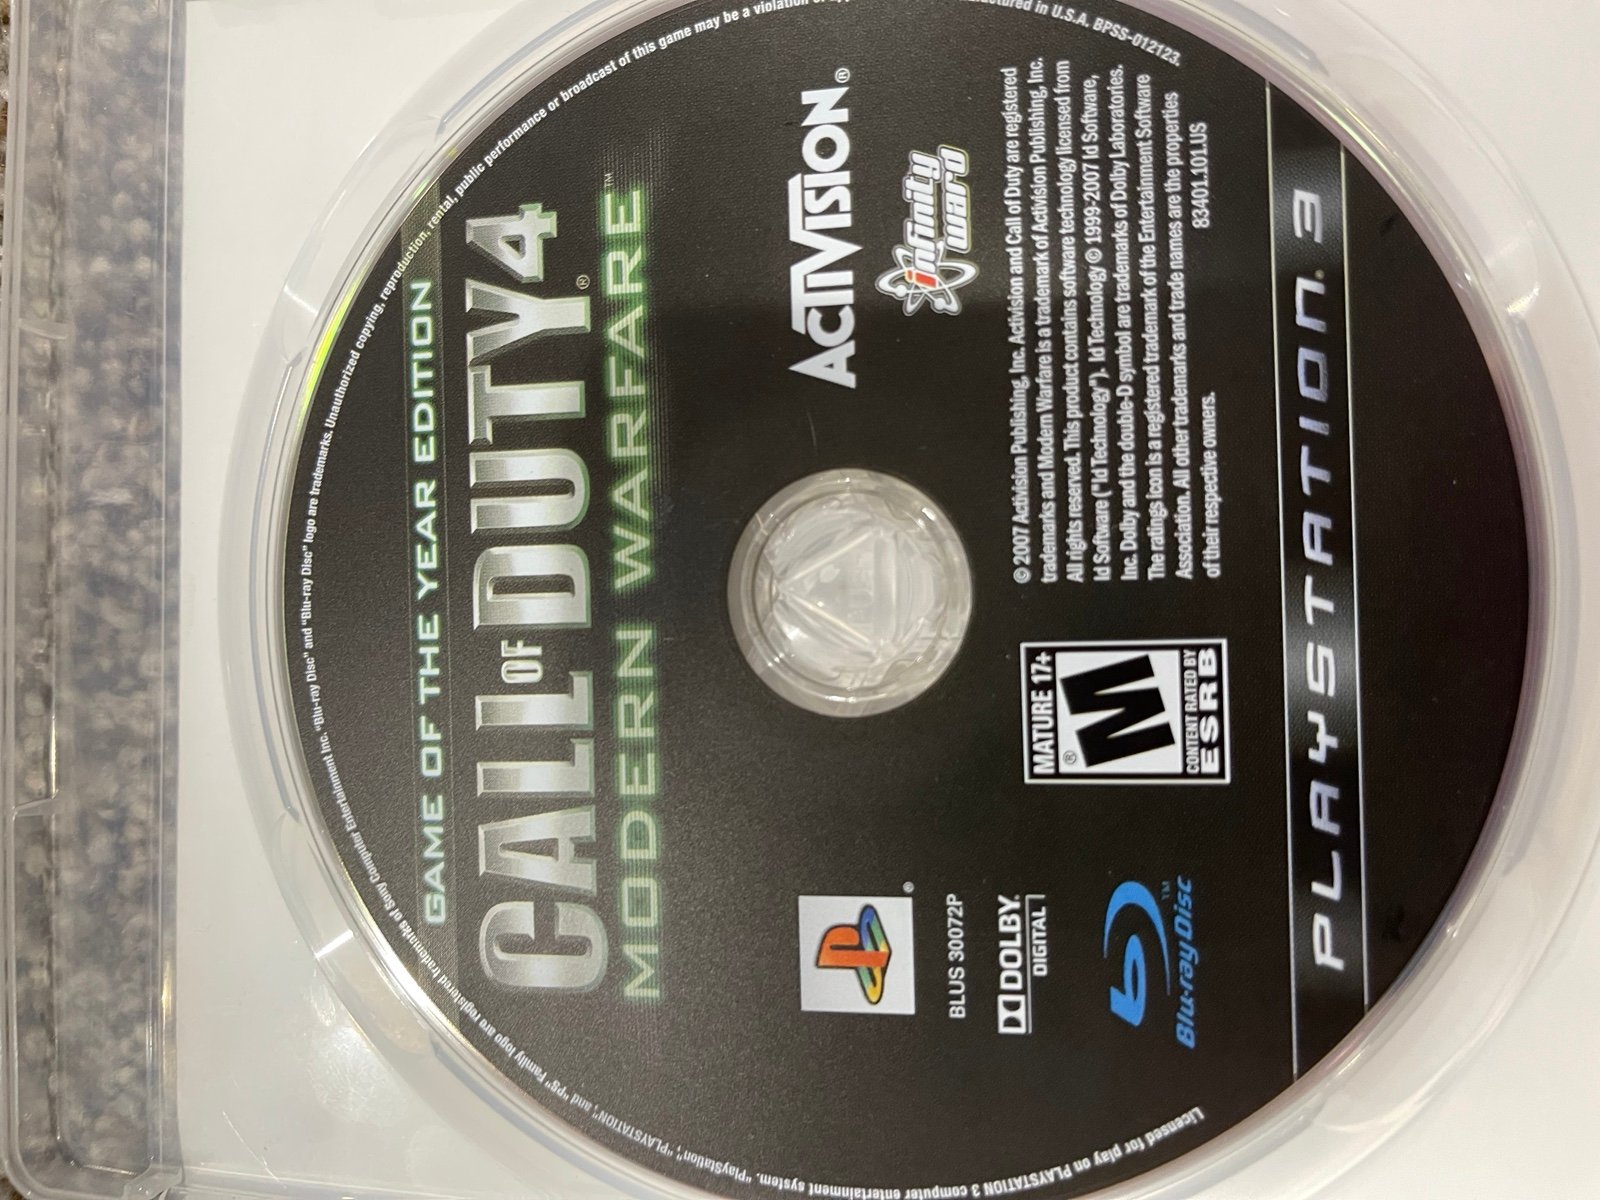 GAME OF THE YEAR EDITION
CALL OF DUTY 4®
MODERN WARFARE™
ACTIVISION®
infinity
ward
BLUS 30072P
DOLBY
DIGITAL
Blu-ray Disc™
MATURE 17+
M®
CONTENT RATED BY
ESRB
© 2007 Activision Publishing, Inc. Activision and Call of Duty are registered
trademarks and Modern Warfare is a trademark of Activision Publishing, Inc.
All rights reserved. This product contains software technology licensed from
Id Software ("Id Technology"). Id Technology © 1999-2007 Id Software,
Inc. Dolby and the double-D symbol are trademarks of Dolby Laboratories.
The ratings icon is a registered trademark of the Entertainment Software
Association. All other trademarks and trade names are the properties
of their respective owners.
83401.101.US
PLAYSTATION®3
Licensed for play on PLAYSTATION 3 computer entertainment system. "PlayStation", "PLAYSTATION", and "PS" Family logo are registered trademarks of Sony Computer Entertainment Inc. "Blu-ray Disc" and "Blu-ray Disc" logo are trademarks. Unauthorized copying, reproduction, rental, public performance or broadcast of this game may be a violation of in U.S.A. BPSS-012123.